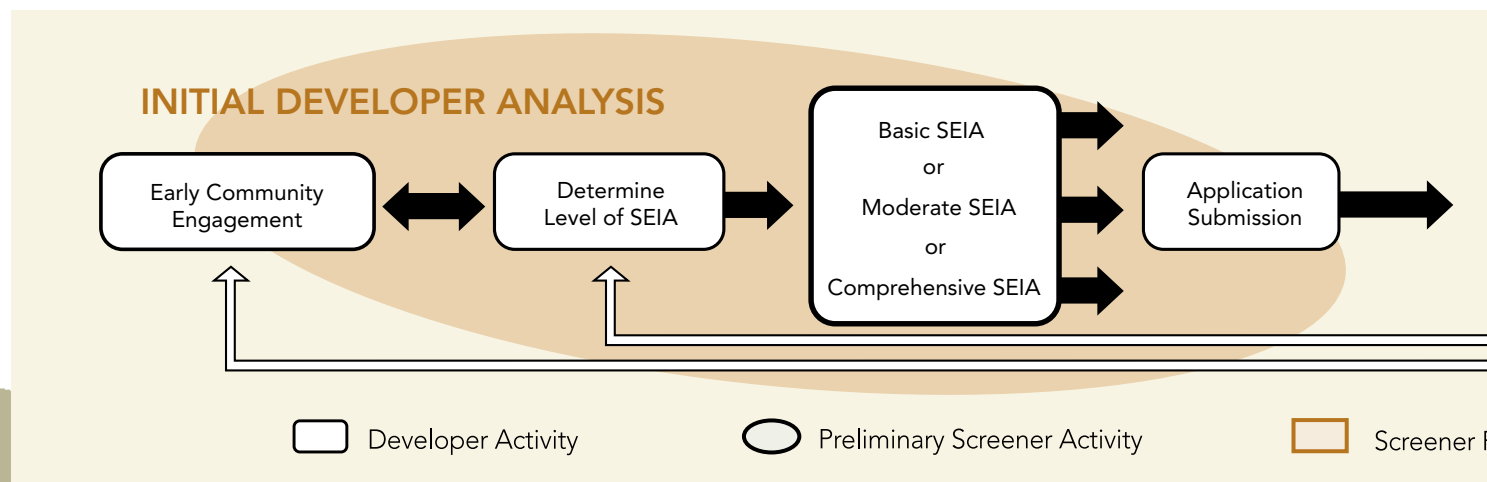 INITIAL DEVELOPER ANALYSIS
Early Community
Engagement
Determine
Level of SEIA
Basic SEIA
or
Moderate SEIA
or
Comprehensive SEIA
Application
Submission
Developer Activity
Preliminary Screener Activity
Screener